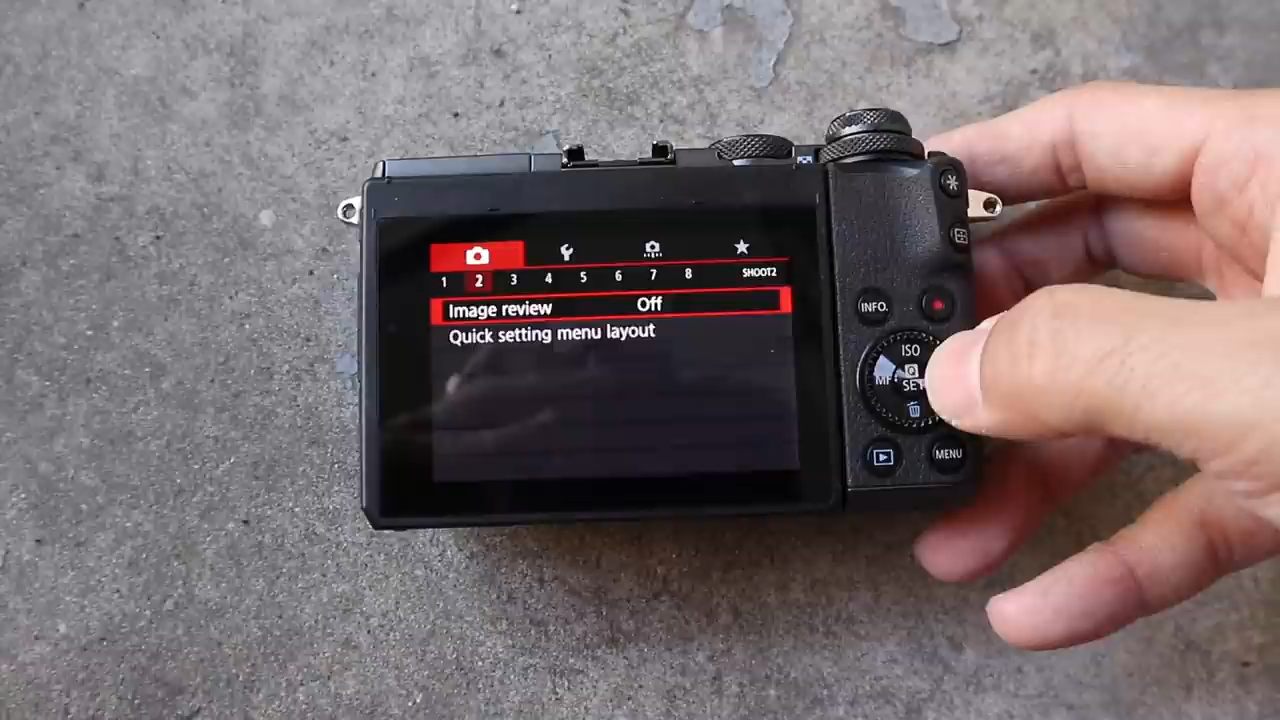 1 2 3 4 5 6 7 8 SHOOT2
Image review Off
Quick setting menu layout
INFO.
ISO
MF
Q
SET
MENU